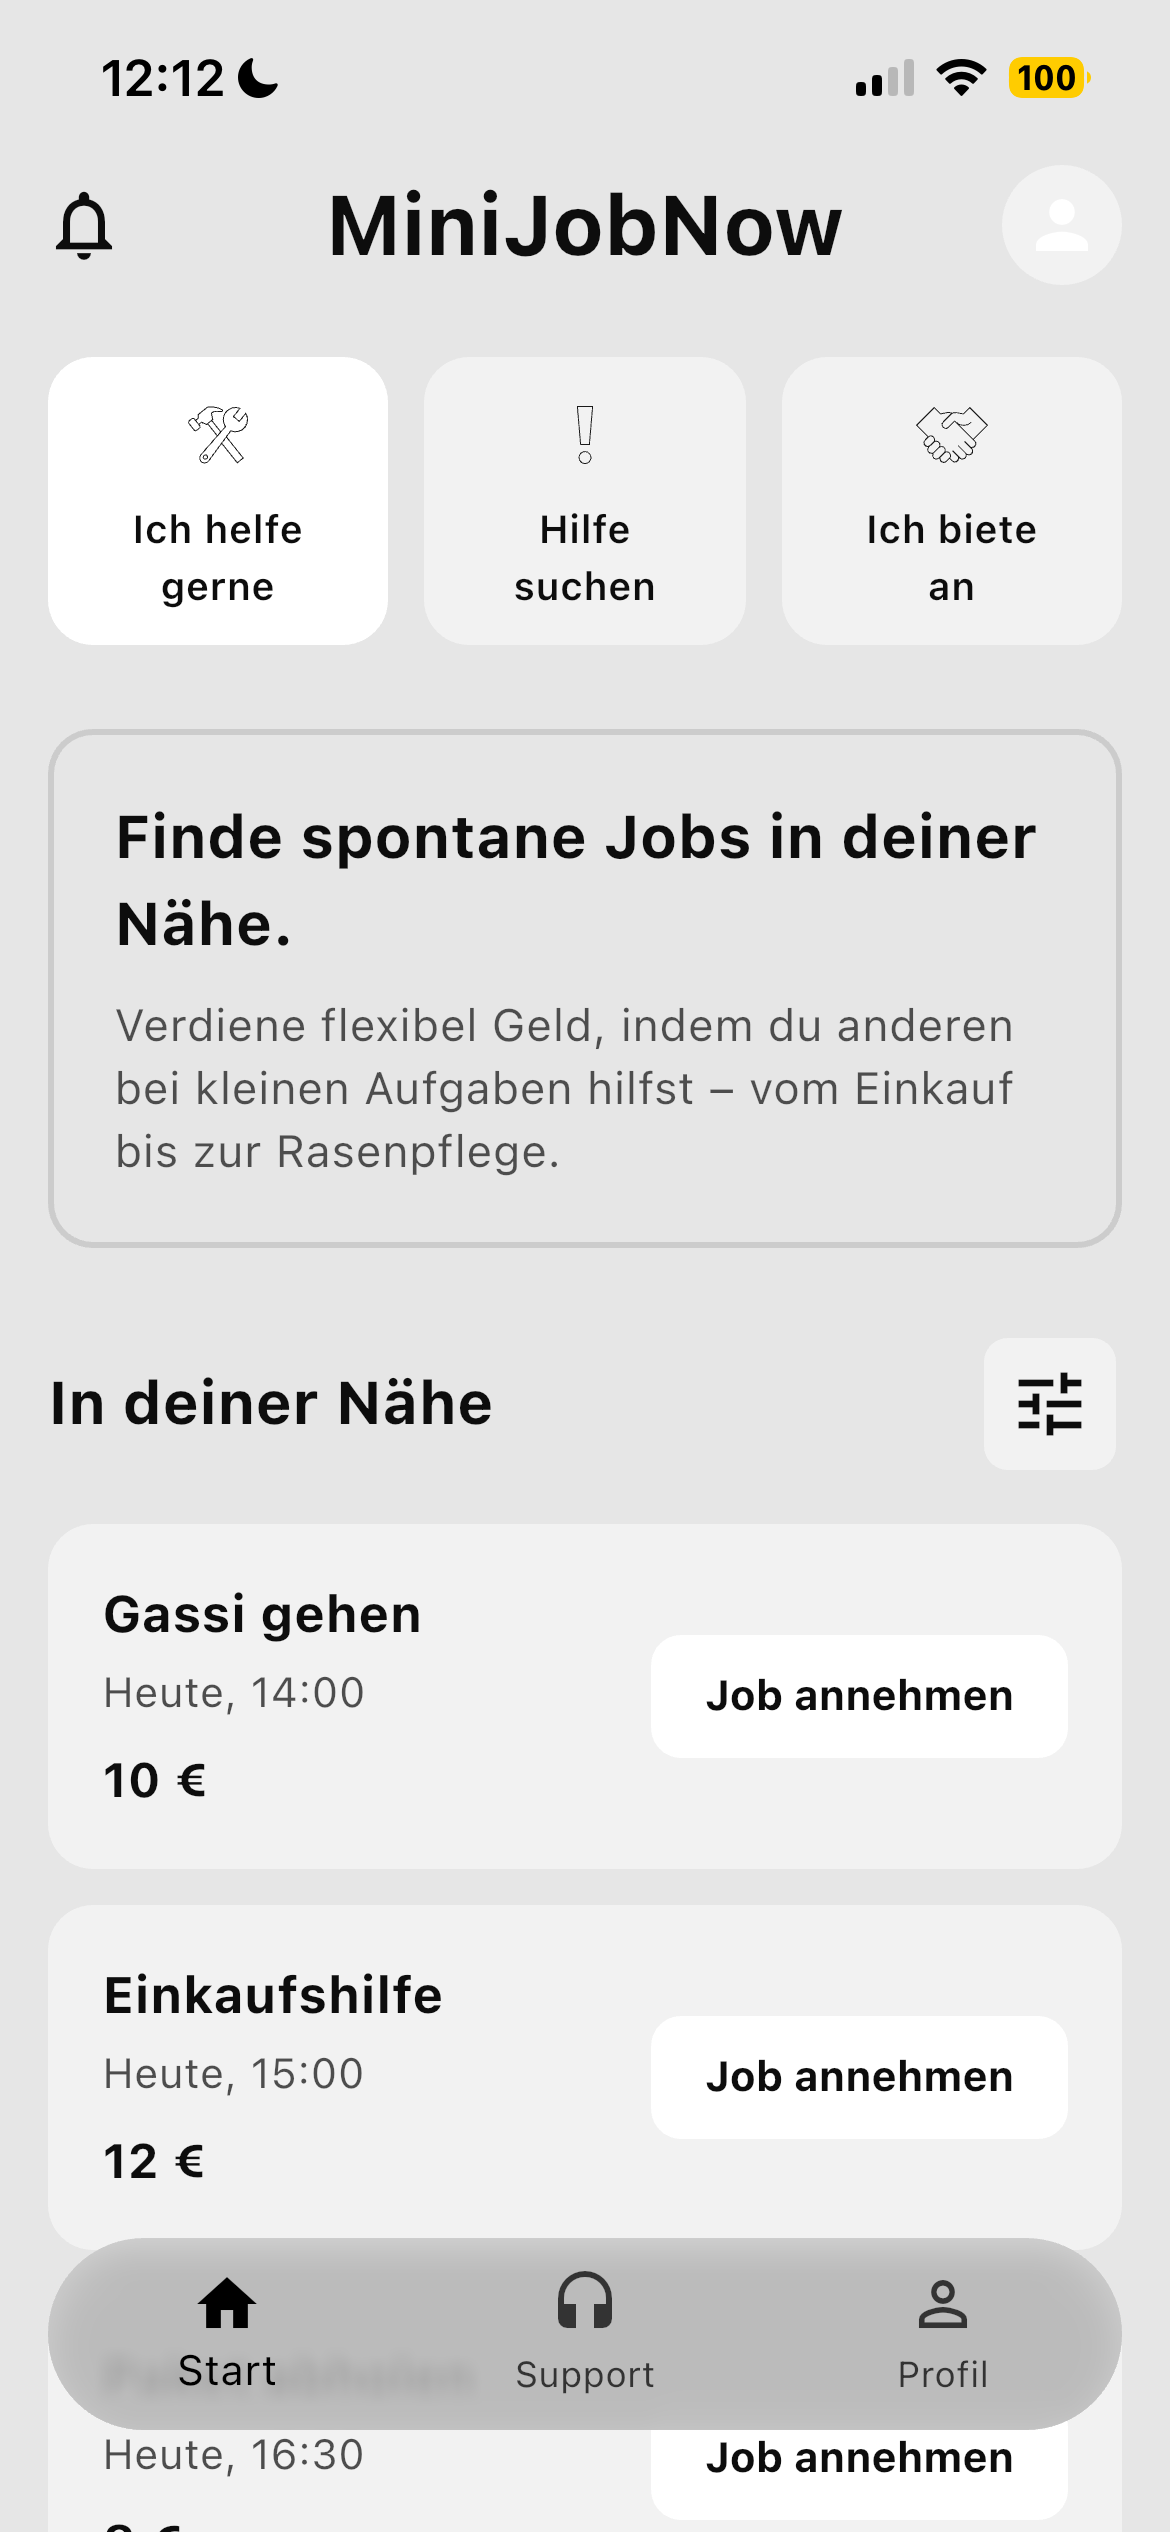 12:12
100
MiniJobNow
Ich helfe
gerne
Hilfe
suchen
Ich biete
an
Finde spontane Jobs in deiner
Nähe.
Verdiene flexibel Geld, indem du anderen
bei kleinen Aufgaben hilfst – vom Einkauf
bis zur Rasenpflege.
In deiner Nähe
Gassi gehen
Heute, 14:00
10 €
Job annehmen
Einkaufshilfe
Heute, 15:00
12 €
Job annehmen
Start
Support
Profil
Heute, 16:30
Job annehmen